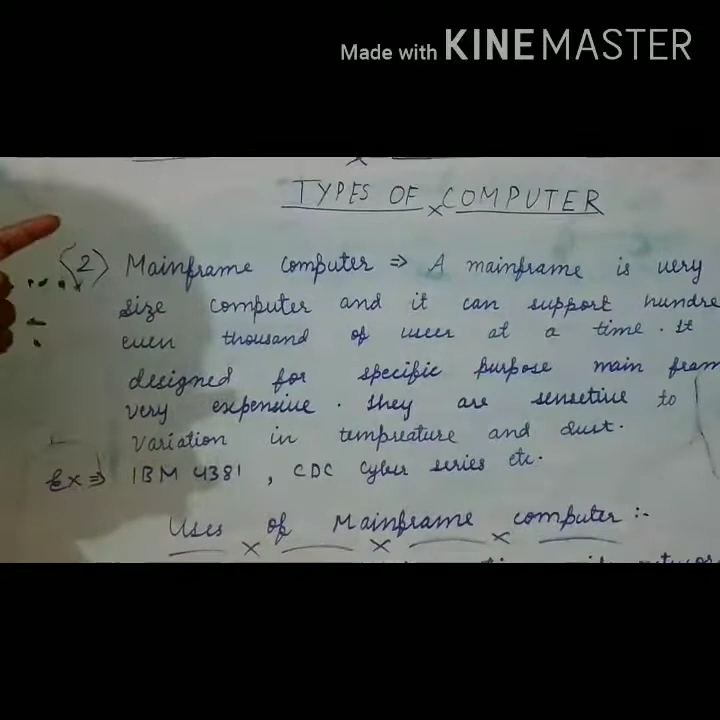 Made with KINEMASTER
TYPES OF COMPUTER
(2) Mainframe computer ⇒ A mainframe is very
size computer and it can support hundre
even thousand of user at a time. It
designed for specific purpose main fram
very expensive. They are sensetive to
variation in tempreature and dust.
Ex ⇒ IBM 4381, CDC Cyber series etc.
Uses of Mainframe computer :-